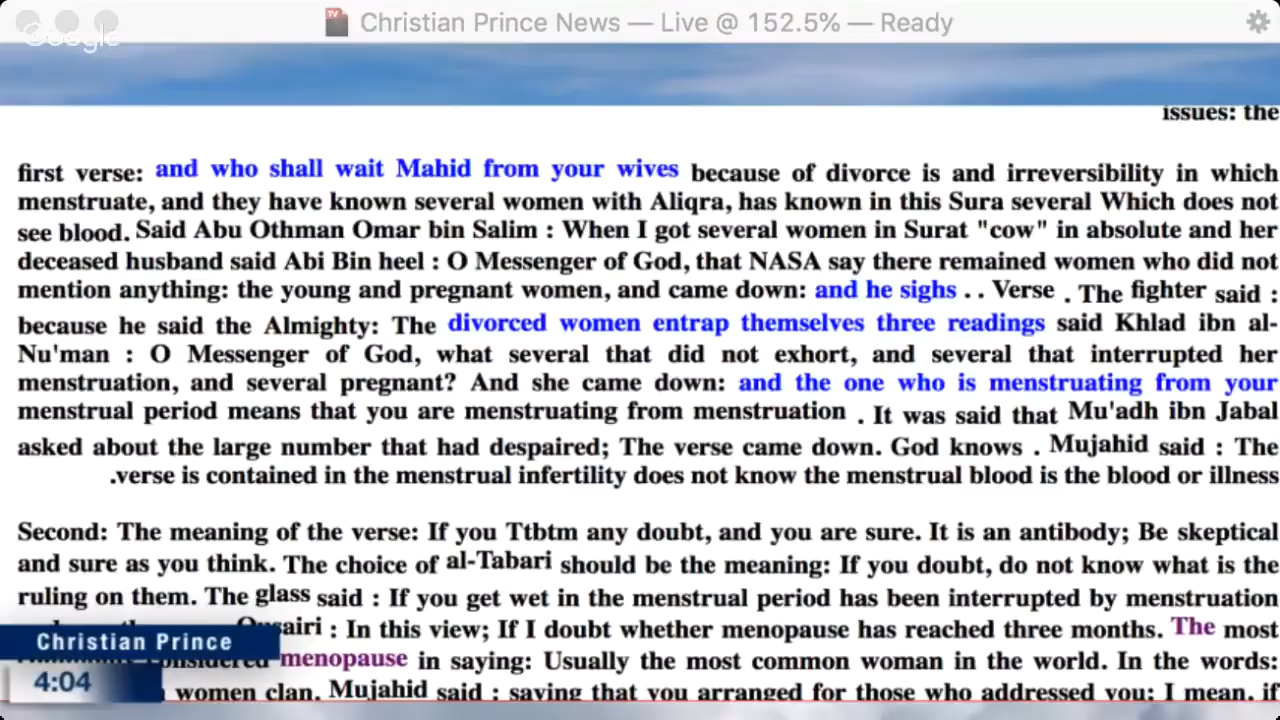 Christian Prince News — Live @ 152.5% — Ready
Google
issues: the
first verse: and who shall wait Mahid from your wives because of divorce is and irreversibility in which
menstruate, and they have known several women with Aliqra, has known in this Sura several Which does not
see blood. Said Abu Othman Omar bin Salim : When I got several women in Surat "cow" in absolute and her
deceased husband said Abi Bin heel : O Messenger of God, that NASA say there remained women who did not
mention anything: the young and pregnant women, and came down: and he sighs . . Verse . The fighter said :
because he said the Almighty: The divorced women entrap themselves three readings said Khlad ibn al-
Nu'man : O Messenger of God, what several that did not exhort, and several that interrupted her
menstruation, and several pregnant? And she came down: and the one who is menstruating from your
menstrual period means that you are menstruating from menstruation . It was said that Mu'adh ibn Jabal
asked about the large number that had despaired; The verse came down. God knows . Mujahid said : The
.verse is contained in the menstrual infertility does not know the menstrual blood is the blood or illness
Second: The meaning of the verse: If you Ttbtm any doubt, and you are sure. It is an antibody; Be skeptical
and sure as you think. The choice of al-Tabari should be the meaning: If you doubt, do not know what is the
ruling on them. The glass said : If you get wet in the menstrual period has been interrupted by menstruation
: In this view; If I doubt whether menopause has reached three months. The most
considered menopause in saying: Usually the most common woman in the world. In the words:
women clan. Mujahid said : saying that you arranged for those who addressed you; I mean, if
Christian Prince
4:04